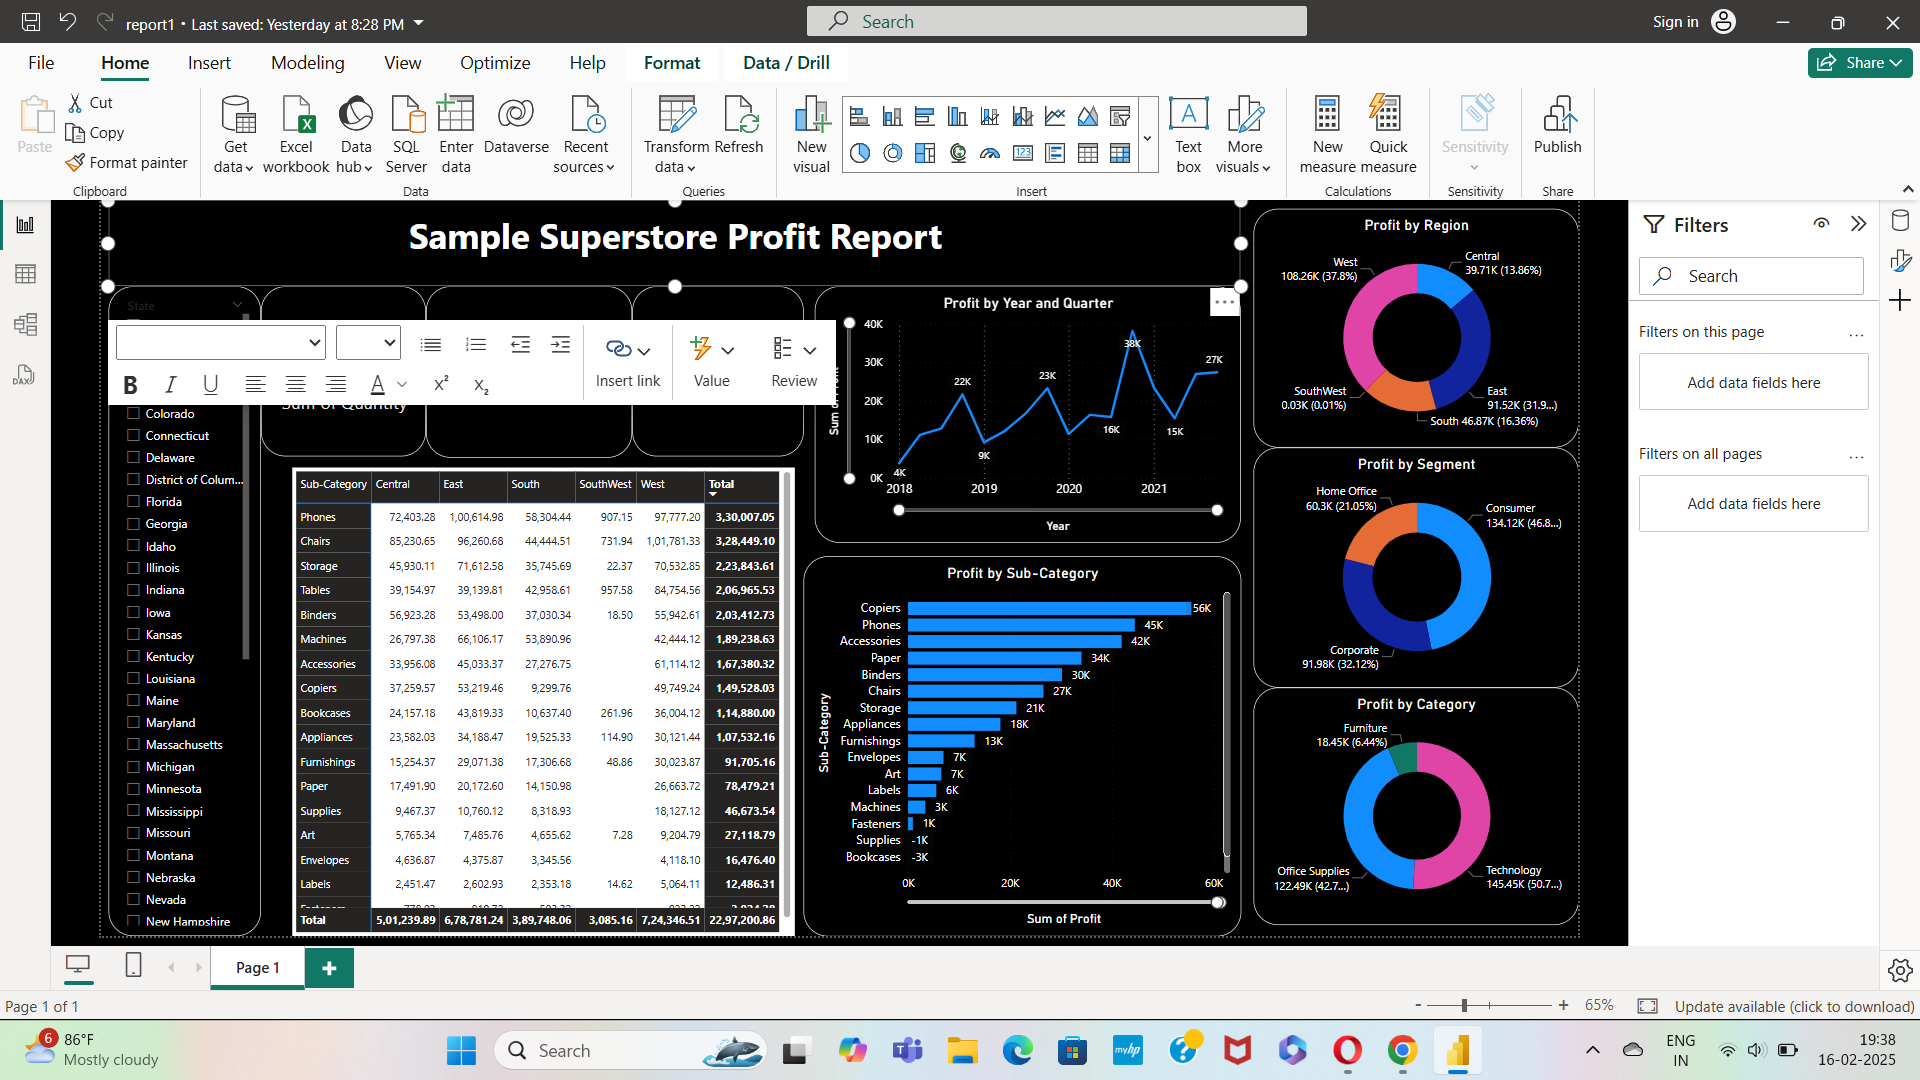 report1 • Last saved: Yesterday at 8:28 PM
Search
Sign in
File
Home
Insert
Modeling
View
Optimize
Help
Format
Data / Drill
Share
Paste
Cut
Copy
Format painter
Clipboard
Get data
Excel workbook
Data hub
SQL Server
Enter data
Dataverse
Recent sources
Data
Transform data
Refresh
Queries
New visual
Text box
More visuals
Insert
New measure
Quick measure
Calculations
Sensitivity
Sensitivity
Publish
Share
Sample Superstore Profit Report
State
Insert link
Value
Review
Sum of Quantity
Colorado
Connecticut
Delaware
District of Colum...
Florida
Georgia
Idaho
Illinois
Indiana
Iowa
Kansas
Kentucky
Louisiana
Maine
Maryland
Massachusetts
Michigan
Minnesota
Mississippi
Missouri
Montana
Nebraska
Nevada
New Hampshire
Sub-Category Central East South SouthWest West Total
Phones 72,403.28 1,00,614.98 58,304.44 907.15 97,777.20 3,30,007.05
Chairs 85,230.65 96,260.68 44,444.51 731.94 1,01,781.33 3,28,449.10
Storage 45,930.11 71,612.58 35,745.69 22.37 70,532.85 2,23,843.61
Tables 39,154.97 39,139.81 42,958.61 957.58 84,754.56 2,06,965.53
Binders 56,923.28 53,498.00 37,030.34 18.50 55,942.61 2,03,412.73
Machines 26,797.38 66,106.17 53,890.96 42,444.12 1,89,238.63
Accessories 33,956.08 45,033.37 27,276.75 61,114.12 1,67,380.32
Copiers 37,259.57 53,219.46 9,299.76 49,749.24 1,49,528.03
Bookcases 24,157.18 43,819.33 10,637.40 261.96 36,004.12 1,14,880.00
Appliances 23,582.03 34,188.47 19,525.33 114.90 30,121.44 1,07,532.16
Furnishings 15,254.37 29,071.38 17,306.68 48.86 30,023.87 91,705.16
Paper 17,491.90 20,172.60 14,150.98 26,663.72 78,479.21
Supplies 9,467.37 10,760.12 8,318.93 18,127.12 46,673.54
Art 5,765.34 7,485.76 4,655.62 7.28 9,204.79 27,118.79
Envelopes 4,636.87 4,375.87 3,345.56 4,118.10 16,476.40
Labels 2,451.47 2,602.93 2,353.18 14.62 5,064.11 12,486.31
Total 5,01,239.89 6,78,781.24 3,89,748.06 3,085.16 7,24,346.51 22,97,200.86
Profit by Year and Quarter
40K
30K
20K
10K
0K
4K
22K
9K
23K
16K
38K
15K
27K
2018 2019 2020 2021
Year
Profit by Sub-Category
Sub-Category
Copiers 56K
Phones 45K
Accessories 42K
Paper 34K
Binders 30K
Chairs 27K
Storage 21K
Appliances 18K
Furnishings 13K
Envelopes 7K
Art 7K
Labels 6K
Machines 3K
Fasteners 1K
Supplies -1K
Bookcases -3K
0K 20K 40K 60K
Sum of Profit
Profit by Region
West
108.26K (37.8%)
Central
39.71K (13.86%)
SouthWest
0.03K (0.01%)
East
91.52K (31.9...)
South 46.87K (16.36%)
Profit by Segment
Home Office
60.3K (21.05%)
Consumer
134.12K (46.8...)
Corporate
91.98K (32.12%)
Profit by Category
Furniture
18.45K (6.44%)
Office Supplies
122.49K (42.7...)
Technology
145.45K (50.7...)
Filters
Search
Filters on this page
Add data fields here
Filters on all pages
Add data fields here
DAX
Page 1
Page 1 of 1
65%
Update available (click to download)
6
86°F
Mostly cloudy
Search
myhp
ENG
IN
19:38
16-02-2025